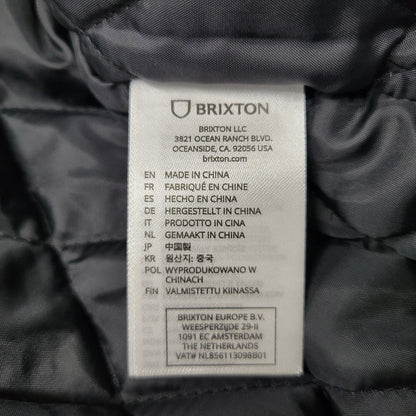 BRIXTON
BRIXTON LLC
3821 OCEAN RANCH BLVD.
OCEANSIDE, CA. 92056 USA
brixton.com
EN MADE IN CHINA
FR FABRIQUÉ EN CHINE
ES HECHO EN CHINA
DE HERGESTELLT IN CHINA
IT PRODOTTO IN CINA
NL GEMAAKT IN CHINA
JP 中国製
KR 원산지: 중국
POL WYPRODUKOWANO W
CHINACH
FIN VALMISTETTU KIINASSA
BRIXTON EUROPE B.V.
WEESPERZIJDE 29-II
1091 EC AMSTERDAM
THE NETHERLANDS
VAT# NL856113098B01